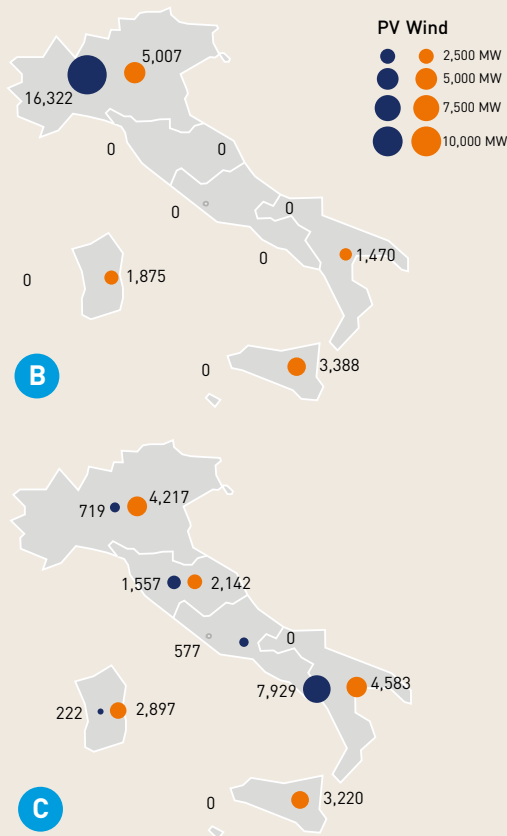 PV Wind
2,500 MW
5,000 MW
7,500 MW
10,000 MW
5,007
16,322
0 0
0 0
0
1,470
0 1,875
0 3,388
B
719 4,217
1,557 2,142
577 0
7,929 4,583
222 2,897
0 3,220
C